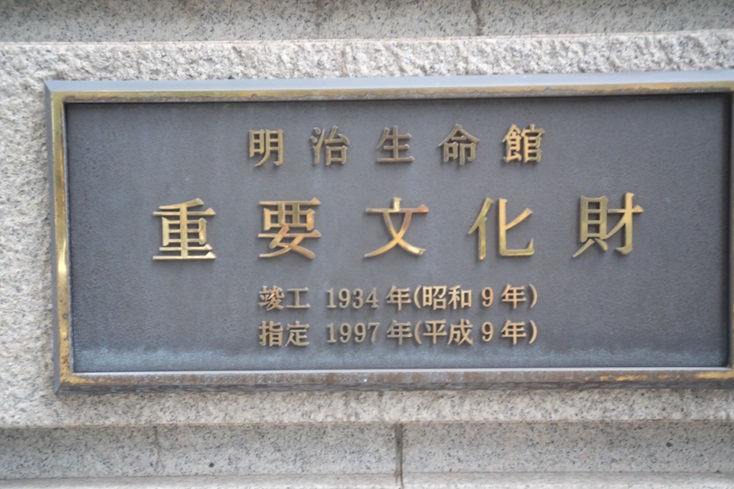 明治生命館
重要文化財
竣工 1934年(昭和9年)
指定 1997年(平成9年)